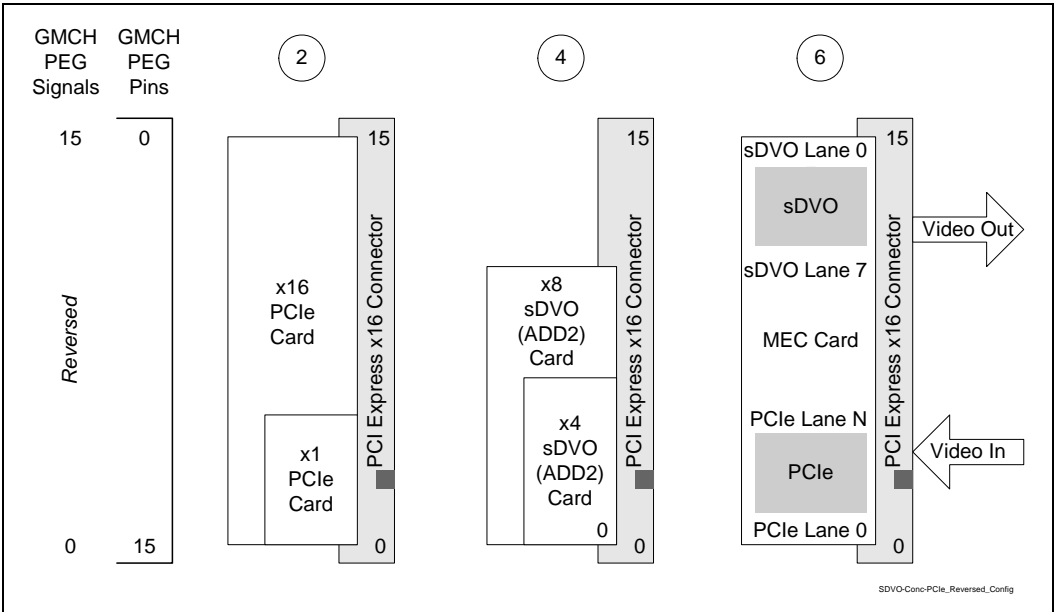 GMCH
PEG
Signals
GMCH
PEG
Pins
2
4
6
15
0
Reversed
0
15
x16
PCIe
Card
x1
PCIe
Card
15
PCI Express x16 Connector
0
x8
sDVO
(ADD2)
Card
x4
sDVO
(ADD2)
Card
0
15
PCI Express x16 Connector
0
sDVO Lane 0
sDVO
sDVO Lane 7
MEC Card
PCIe Lane N
PCIe
PCIe Lane 0
15
PCI Express x16 Connector
0
Video Out
Video In
SDVO-Conc-PCIe_Reversed_Config